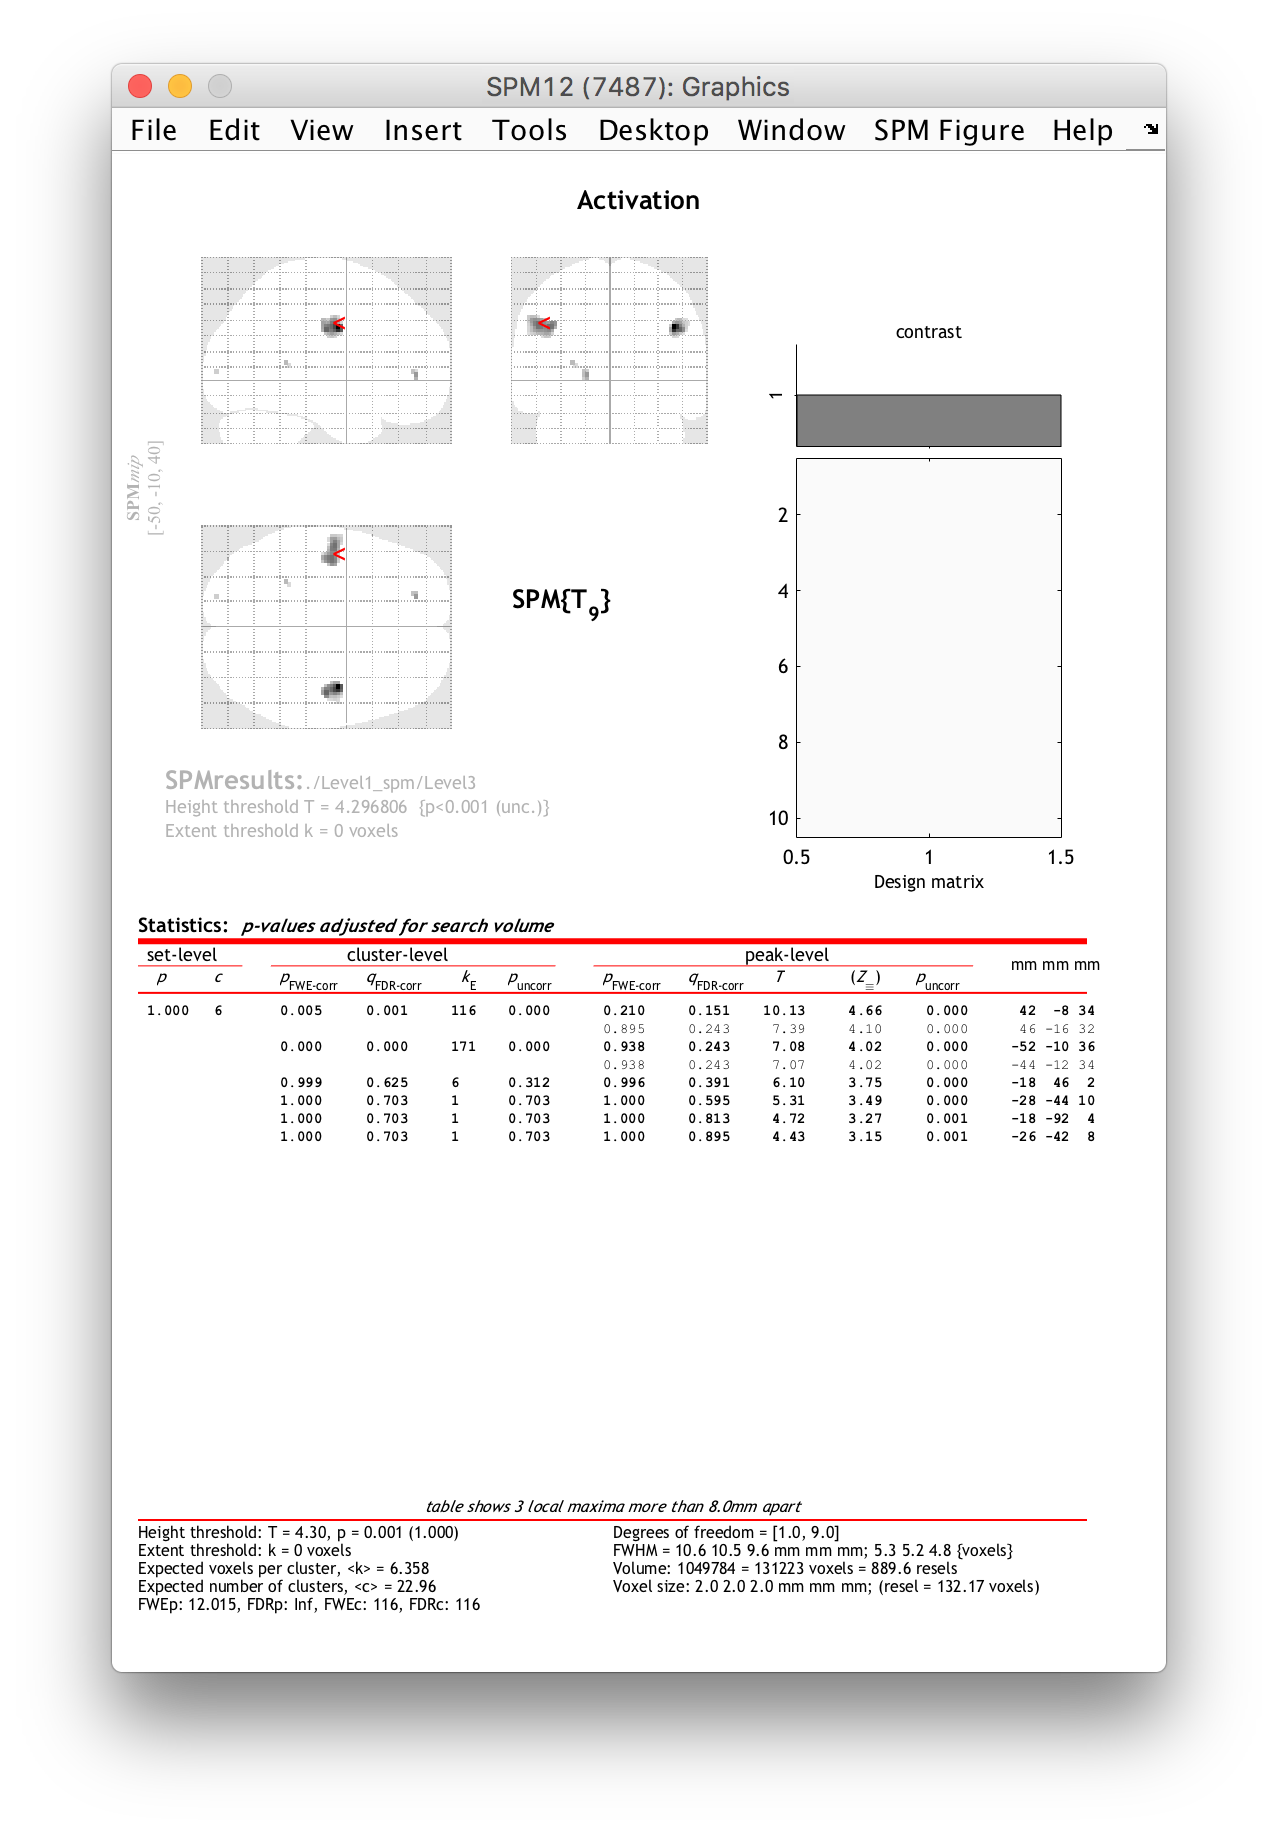 SPM12 (7487): Graphics
File Edit View Insert Tools Desktop Window SPM Figure Help
Activation
SPMmip
[-50, -10, 40]
<
<
<
SPM{T9}
contrast
1
2
4
6
8
10
0.5 1 1.5
Design matrix
SPMresults: ./Level1_spm/Level3
Height threshold T = 4.296806 {p<0.001 (unc.)}
Extent threshold k = 0 voxels
Statistics: p-values adjusted for search volume
set-level cluster-level peak-level mm mm mm
p c pFWE-corr qFDR-corr kE puncorr pFWE-corr qFDR-corr T (Z≡) puncorr
1.000 6 0.005 0.001 116 0.000 0.210 0.151 10.13 4.66 0.000 42 -8 34
0.895 0.243 7.39 4.10 0.000 46 -16 32
0.000 0.000 171 0.000 0.938 0.243 7.08 4.02 0.000 -52 -10 36
0.938 0.243 7.07 4.02 0.000 -44 -12 34
0.999 0.625 6 0.312 0.996 0.391 6.10 3.75 0.000 -18 46 2
1.000 0.703 1 0.703 1.000 0.595 5.31 3.49 0.000 -28 -44 10
1.000 0.703 1 0.703 1.000 0.813 4.72 3.27 0.001 -18 -92 4
1.000 0.703 1 0.703 1.000 0.895 4.43 3.15 0.001 -26 -42 8
table shows 3 local maxima more than 8.0mm apart
Height threshold: T = 4.30, p = 0.001 (1.000)
Extent threshold: k = 0 voxels
Expected voxels per cluster, <k> = 6.358
Expected number of clusters, <c> = 22.96
FWEp: 12.015, FDRp: Inf, FWEc: 116, FDRc: 116
Degrees of freedom = [1.0, 9.0]
FWHM = 10.6 10.5 9.6 mm mm mm; 5.3 5.2 4.8 {voxels}
Volume: 1049784 = 131223 voxels = 889.6 resels
Voxel size: 2.0 2.0 2.0 mm mm mm; (resel = 132.17 voxels)